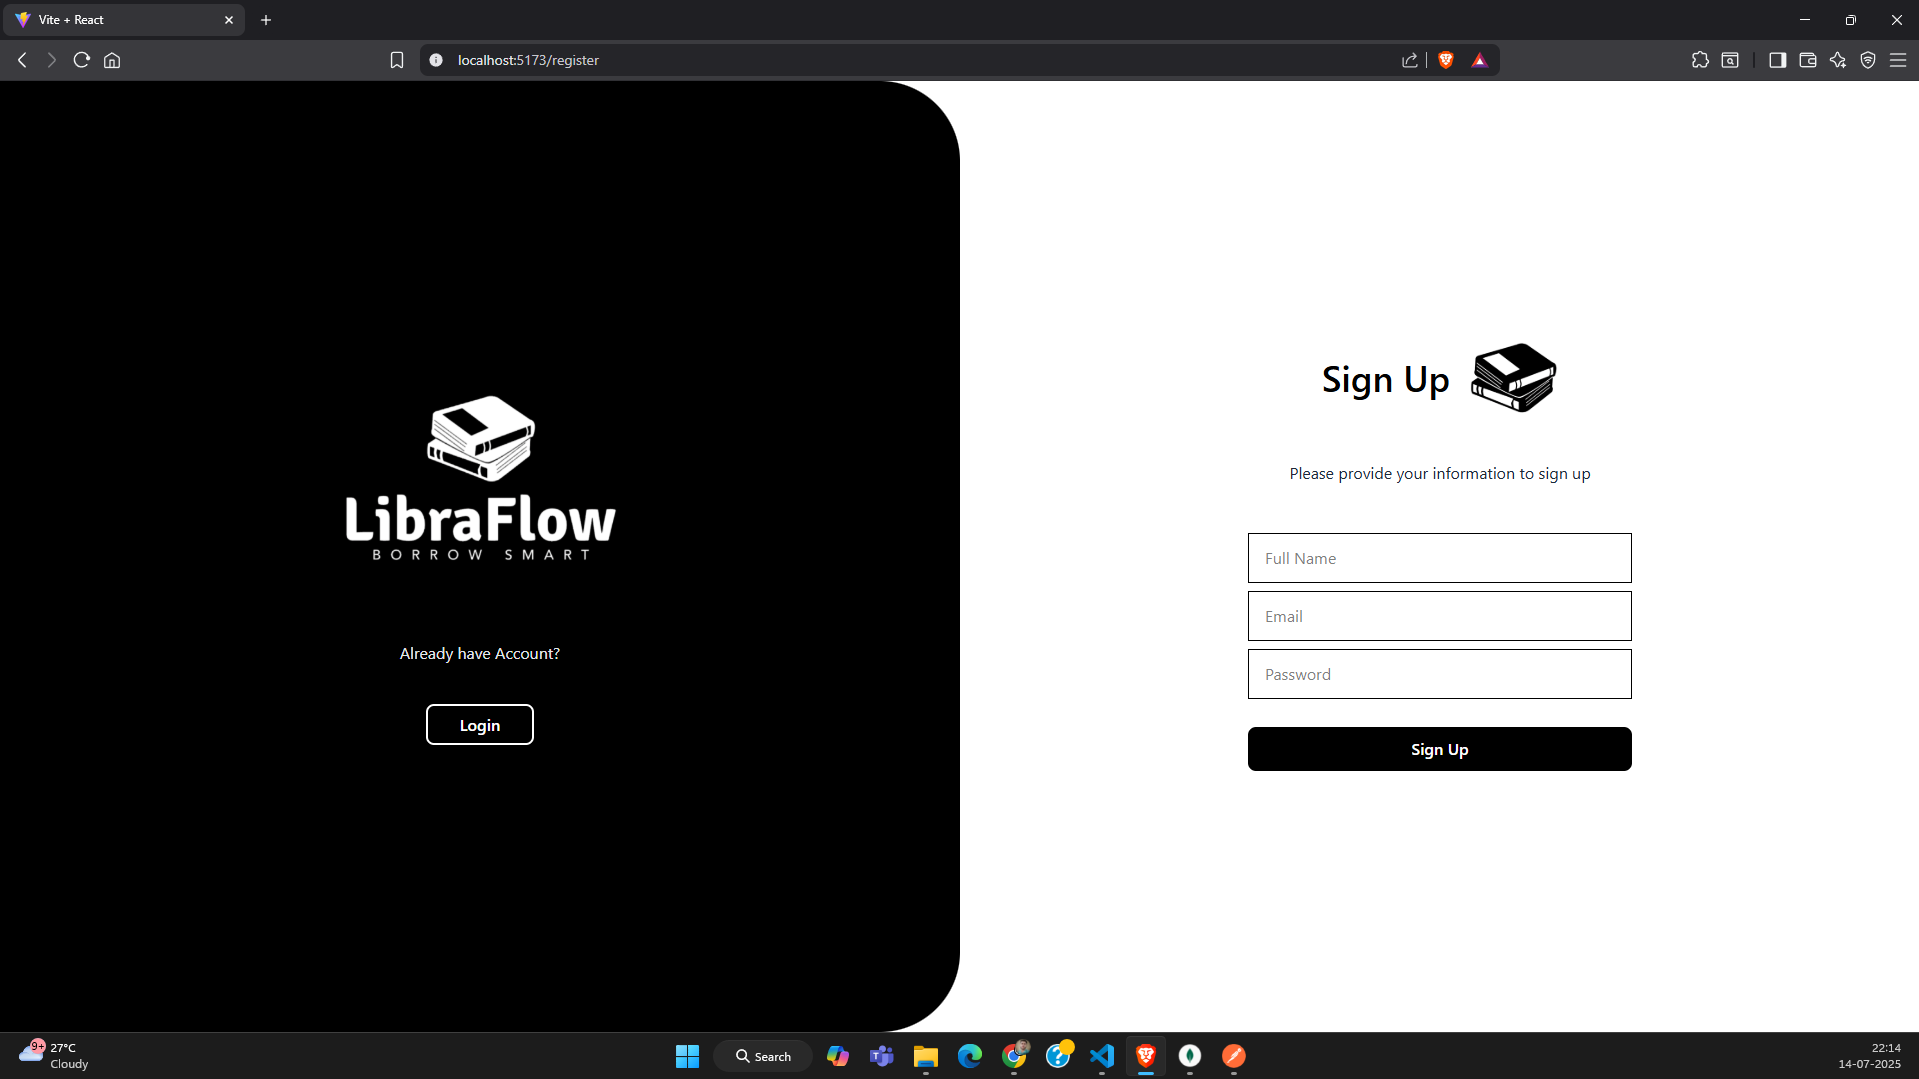 Vite + React
localhost:5173/register
LibraFlow
BORROW SMART
Already have Account?
Login
Sign Up
Please provide your information to sign up
Full Name
Email
Password
Sign Up
9+
27°C
Cloudy
Search
22:14
14-07-2025